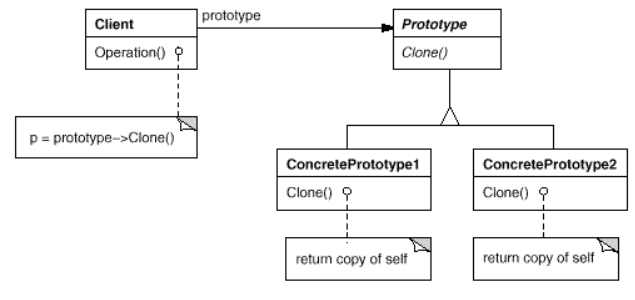 Client
prototype
Prototype
Operation()
Clone()
p = prototype–>Clone()
ConcretePrototype1
ConcretePrototype2
Clone()
Clone()
return copy of self
return copy of self